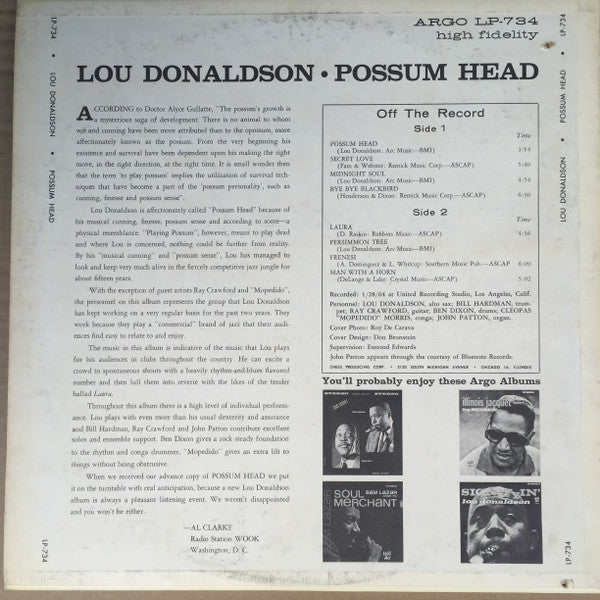 ARGO LP-734
high fidelity
LOU DONALDSON • POSSUM HEAD
ACCORDING to Doctor Alyce Gullatte, "The possum's growth is
a mysterious saga of development. There is no animal to whom
wit and cunning have been more attributed than to the opossum, more
affectionately known as the possum. From the very beginning his
existence and survival have been dependent upon his making the right
move, in the right direction, at the right time. It is small wonder then
that the term 'to play possum' implies the utilization of survival tech-
niques that have become a part of the 'possum personality', such as
cunning, finesse and possum sense".
Lou Donaldson is affectionately called "Possum Head" because of
his musical cunning, finesse, possum sense and according to some—a
physical resemblance. "Playing Possum", however, means to play dead
and where Lou is concerned, nothing could be further from reality.
By his "musical cunning" and "possum sense", Lou has managed to
look and keep very much alive in the fiercely competitive jazz jungle for
about fifteen years.
With the exception of guest artists Ray Crawford and "Mopedido",
the personnel on this album represents the group that Lou Donaldson
has kept working on a very regular basis for the past two years. They
work because they play a "commercial" brand of jazz that their audi-
ences find easy to relate to and enjoy.
The music in this album is indicative of the music that Lou plays
for his audiences in clubs throughout the country. He can excite a
crowd to spontaneous shouts with a heavily rhythm-and-blues flavored
number and then lull them into reverie with the likes of the tender
ballad Laura.
Throughout this album there is a high level of individual perform-
ance. Lou plays with even more than his usual dexterity and assurance
and Bill Hardman, Ray Crawford and John Patton contribute excellent
solos and ensemble support. Ben Dixon gives a rock steady foundation
to the rhythm and conga drummer, "Mopedido" gives an extra lilt to
things without being obstrusive.
When we received our advance copy of POSSUM HEAD we put
it on the turntable with real anticipation, because a new Lou Donaldson
album is always a pleasant listening event. We weren't disappointed
and you won't be either.
—AL CLARKE
Radio Station WOOK
Washington, D. C.
Off The Record
Side 1
Time
POSSUM HEAD
(Lou Donaldson: Arc Music—BMI) 3:54
SECRET LOVE
(Fain & Webster: Remick Music Corp.—ASCAP) 5:40
MIDNIGHT SOUL
(Lou Donaldson: Arc Music—BMI) 4:54
BYE BYE BLACKBIRD
(Henderson & Dixon: Remick Music Corp.—ASCAP) 6:30
Side 2
Time
LAURA
(D. Raskin: Robbins Music—ASCAP) 4:36
PERSIMMON TREE
(Lou Donaldson: Arc Music—BMI)
FRENESI
(A. Dominguez & L. Whitcup: Southern Music Pub.—ASCAP 6:09
MAN WITH A HORN
(DeLange & Lake: Crystal Music—ASCAP) 5:02
Recorded: 1/28/64 at United Recording Studio, Los Angeles, Calif.
Personnel: LOU DONALDSON, alto sax; BILL HARDMAN, trum-
pet; RAY CRAWFORD, guitar; BEN DIXON, drums; CLEOPAS
"MOPEDIDO" MORRIS, conga; JOHN PATTON, organ.
Cover Photo: Roy De Carava
Cover Design: Don Bronstein
Supervision: Esmond Edwards
John Patton appears through the courtesy of Bluenote Records.
CHESS PRODUCING CORP. • 2120 SOUTH MICHIGAN AVENUE • CHICAGO 16, ILLINOIS
You'll probably enjoy these Argo Albums
STEREO
STEREO
illinois jacquet
SOUL
MERCHANT
SAM LAZAR
SIGNIFYIN'
lou donaldson
LP-734
LOU DONALDSON
POSSUM HEAD
LP-734
LP-734
POSSUM HEAD
LOU DONALDSON
LP-734